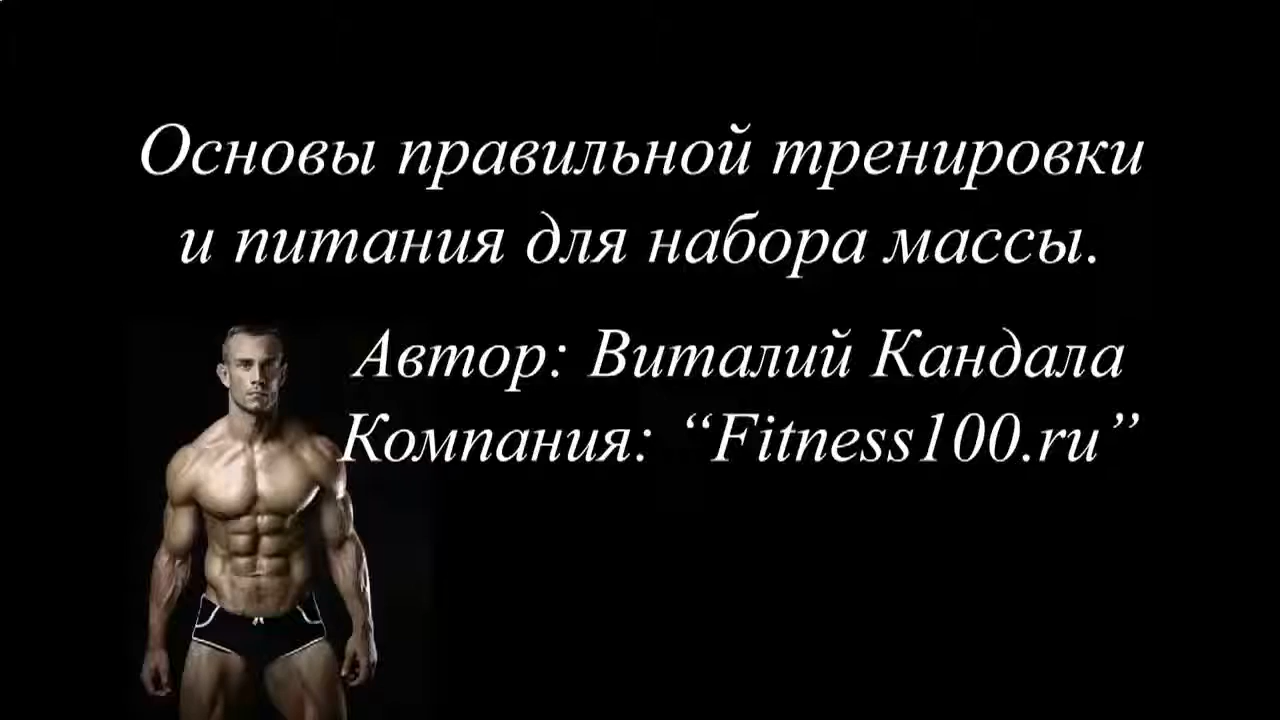 Основы правильной тренировки
и питания для набора массы.
Автор: Виталий Кандала
Компания: “Fitness100.ru”